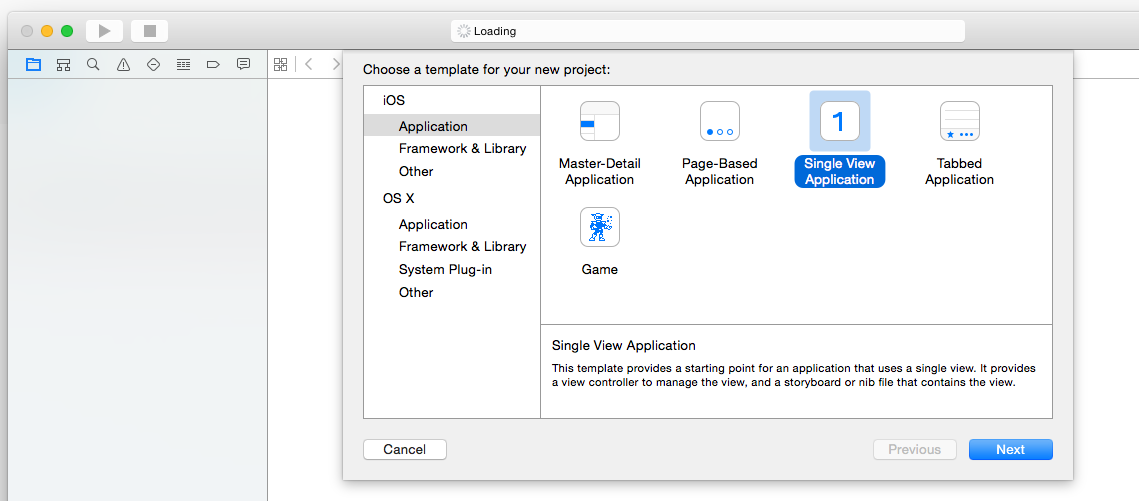 Loading
Choose a template for your new project:
iOS
Application
Framework & Library
Other
OS X
Application
Framework & Library
System Plug-in
Other
Master-Detail
Application
Page-Based
Application
1
Single View
Application
Tabbed
Application
Game
Single View Application
This template provides a starting point for an application that uses a single view. It provides
a view controller to manage the view, and a storyboard or nib file that contains the view.
Cancel
Previous
Next